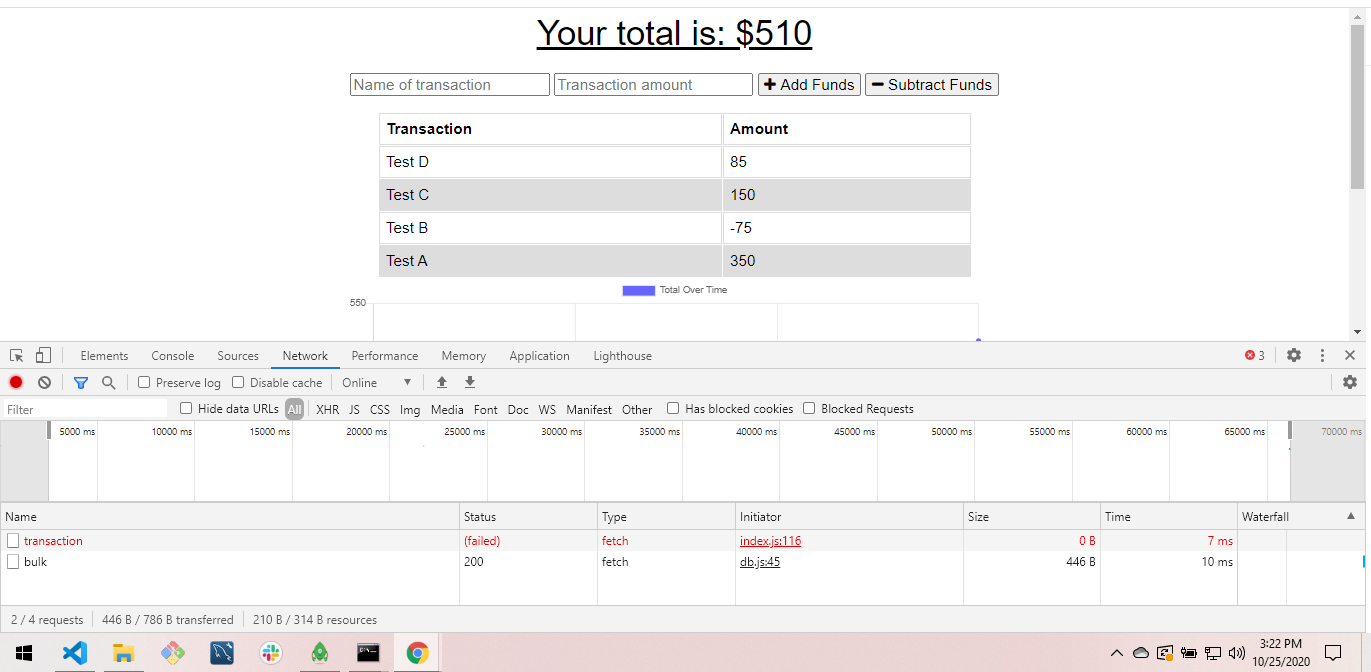 Your total is: $510
Name of transaction Transaction amount + Add Funds − Subtract Funds
Transaction Amount
Test D 85
Test C 150
Test B -75
Test A 350
Total Over Time
550
Elements Console Sources Network Performance Memory Application Lighthouse 3
Preserve log Disable cache Online
Filter Hide data URLs All XHR JS CSS Img Media Font Doc WS Manifest Other Has blocked cookies Blocked Requests
5000 ms 10000 ms 15000 ms 20000 ms 25000 ms 30000 ms 35000 ms 40000 ms 45000 ms 50000 ms 55000 ms 60000 ms 65000 ms 70000 ms
Name Status Type Initiator Size Time Waterfall
transaction (failed) fetch index.js:116 0 B 7 ms
bulk 200 fetch db.js:45 446 B 10 ms
2 / 4 requests 446 B / 786 B transferred 210 B / 314 B resources
3:22 PM
10/25/2020